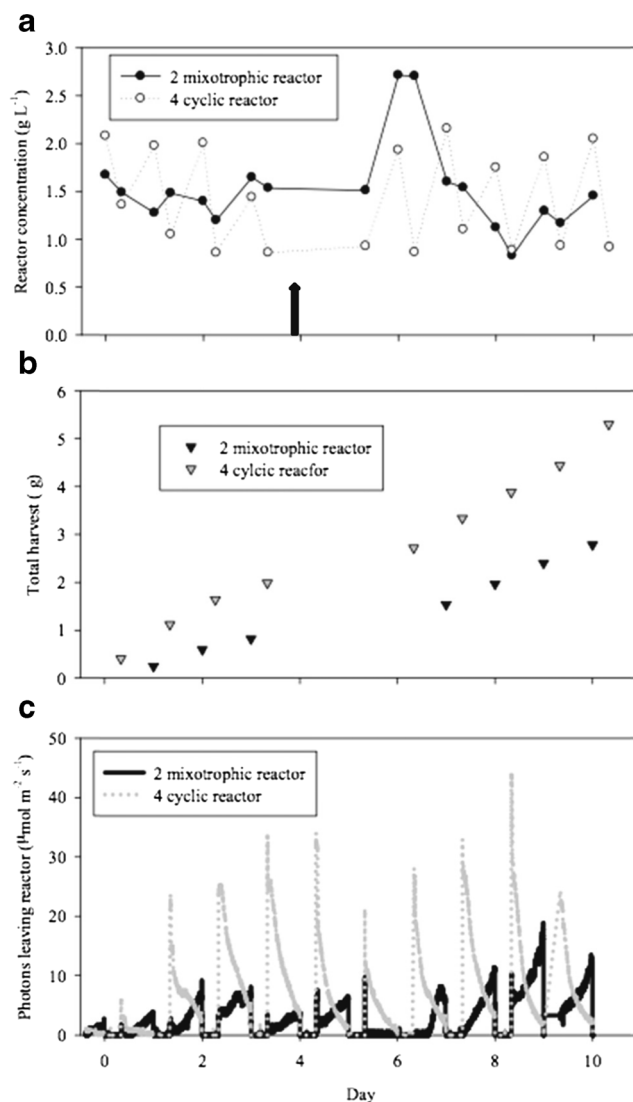 a
3.0
2.5
2.0
1.5
1.0
0.5
0.0
Reactor concentration (g L⁻¹)
2 mixotrophic reactor
4 cyclic reactor
b
6
5
4
3
2
1
0
Total harvest ( g)
2 mixotrophic reactor
4 cylcic reacfor
c
50
40
30
20
10
0
Photons leaving reactor (µmol m⁻² s⁻¹)
2 mixotrophic reactor
4 cyclic reactor
0 2 4 6 8 10
Day